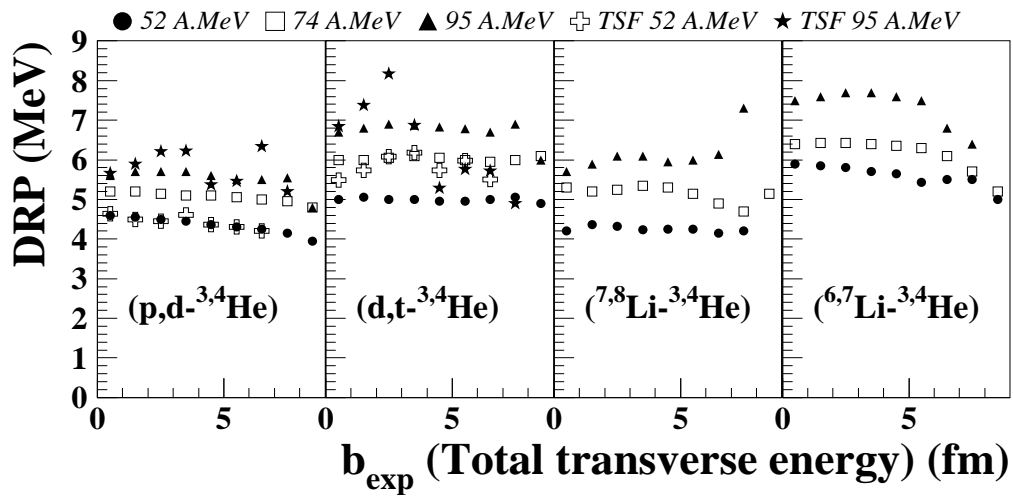 52 A.MeV 74 A.MeV 95 A.MeV TSF 52 A.MeV TSF 95 A.MeV
DRP (MeV)
9
8
7
6
5
4
3
2
1
0
(p,d-³,⁴He) (d,t-³,⁴He) (⁷,⁸Li-³,⁴He) (⁶,⁷Li-³,⁴He)
0 5 0 5 0 5 0 5
b_exp (Total transverse energy) (fm)